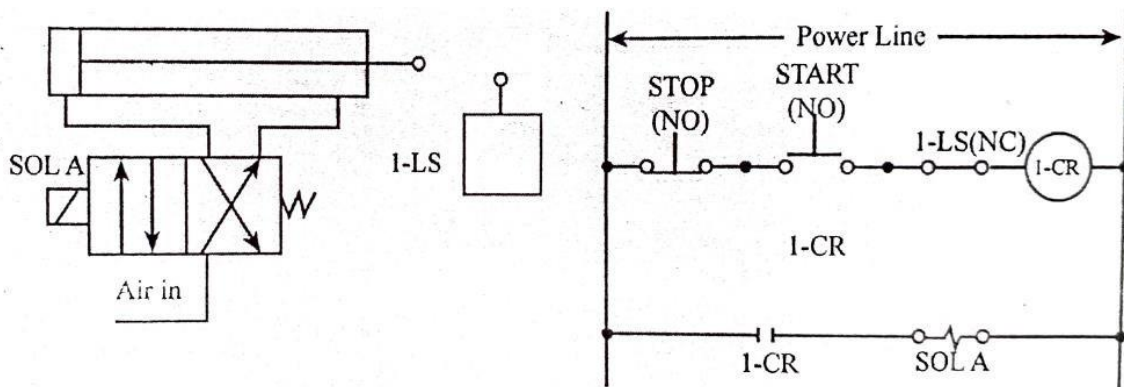 SOL A
Air in
1-LS
Power Line
STOP
(NO)
START
(NO)
1-LS(NC)
1-CR
1-CR
1-CR
SOL A